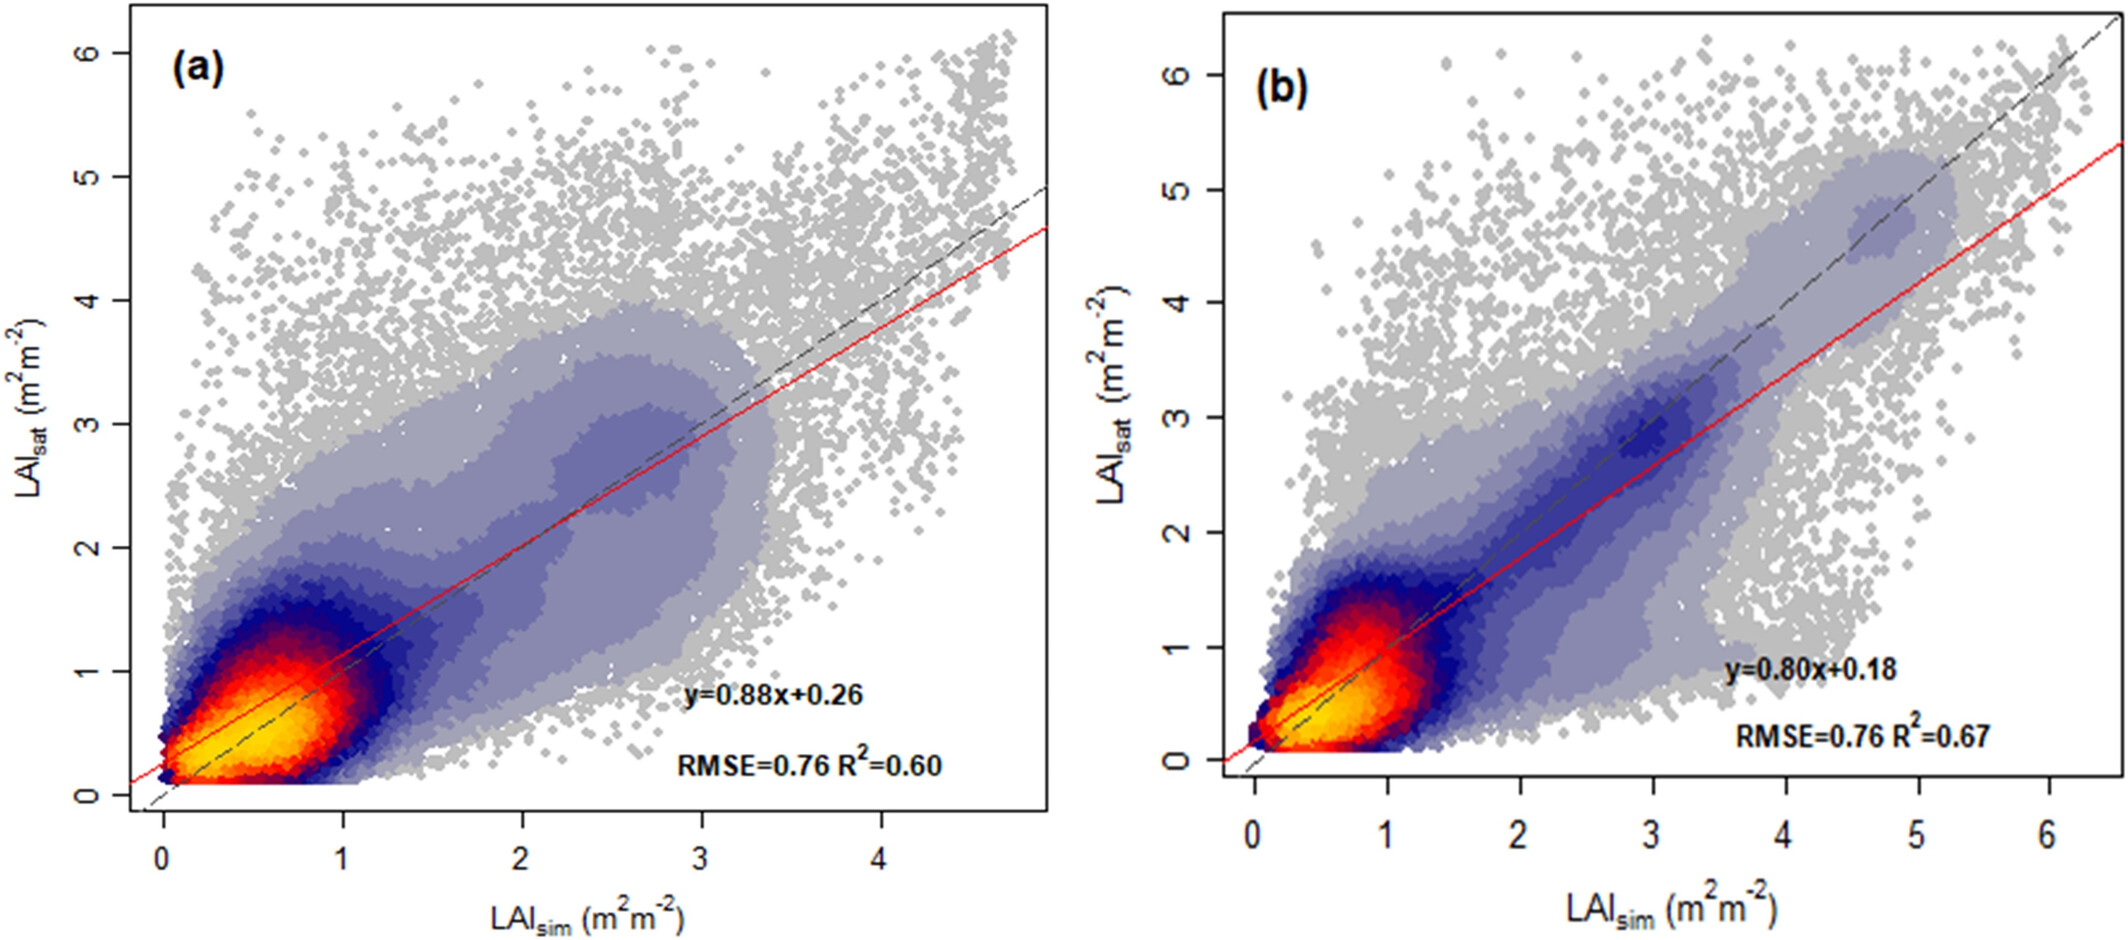 (a)
6
5
4
3
2
1
0
LAIsat (m2m-2)
y=0.88x+0.26
RMSE=0.76 R2=0.60
0 1 2 3 4
LAIsim (m2m-2)
(b)
6
5
4
3
2
1
0
LAIsat (m2m-2)
y=0.80x+0.18
RMSE=0.76 R2=0.67
0 1 2 3 4 5 6
LAIsim (m2m-2)